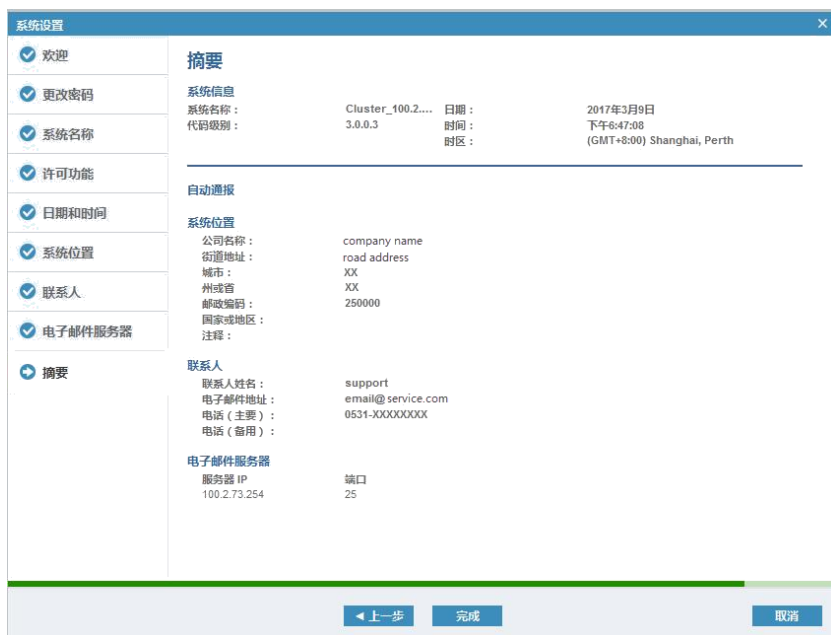 系统设置
×
欢迎
更改密码
系统名称
许可功能
日期和时间
系统位置
联系人
电子邮件服务器
摘要
摘要
系统信息
系统名称： Cluster_100.2.... 日期： 2017年3月9日
代码级别： 3.0.0.3 时间： 下午6:47:08
时区： (GMT+8:00) Shanghai, Perth
自动通报
系统位置
公司名称： company name
街道地址： road address
城市： XX
州或省 XX
邮政编码： 250000
国家或地区：
注释：
联系人
联系人姓名： support
电子邮件地址： email@service.com
电话（主要）： 0531-XXXXXXXX
电话（备用）：
电子邮件服务器
服务器 IP 端口
100.2.73.254 25
上一步 完成 取消